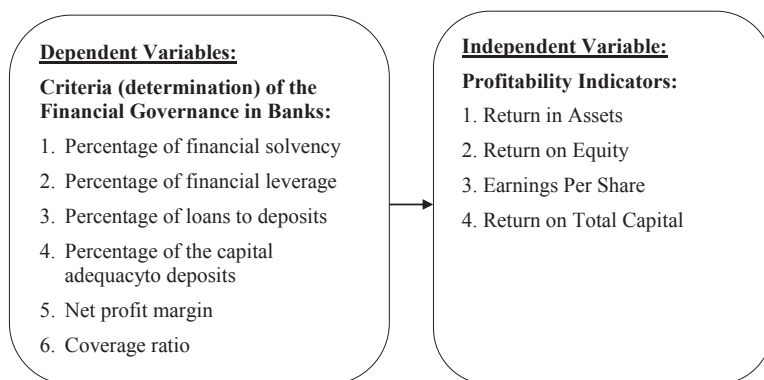 Dependent Variables:
Criteria (determination) of the
Financial Governance in Banks:
1. Percentage of financial solvency
2. Percentage of financial leverage
3. Percentage of loans to deposits
4. Percentage of the capital
adequacyto deposits
5. Net profit margin
6. Coverage ratio
Independent Variable:
Profitability Indicators:
1. Return in Assets
2. Return on Equity
3. Earnings Per Share
4. Return on Total Capital